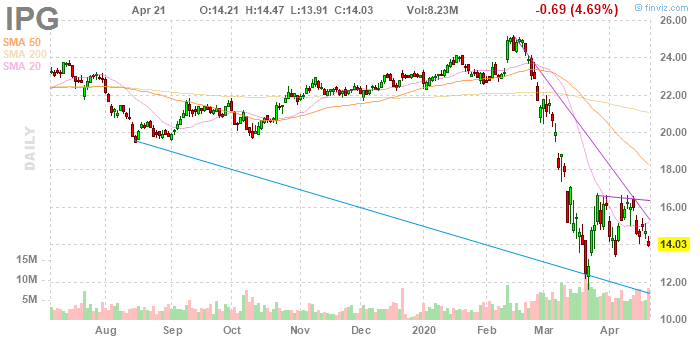 IPG Apr 21 O:14.21 H:14.47 L:13.91 C:14.03 Vol:8.23M -0.69 (4.69%)
© finviz.com
SMA 50
SMA 200
SMA 20
DAILY
26.00
24.00
22.00
20.00
18.00
16.00
14.03
12.00
10.00
15M
10M
5M
Aug Sep Oct Nov Dec 2020 Feb Mar Apr